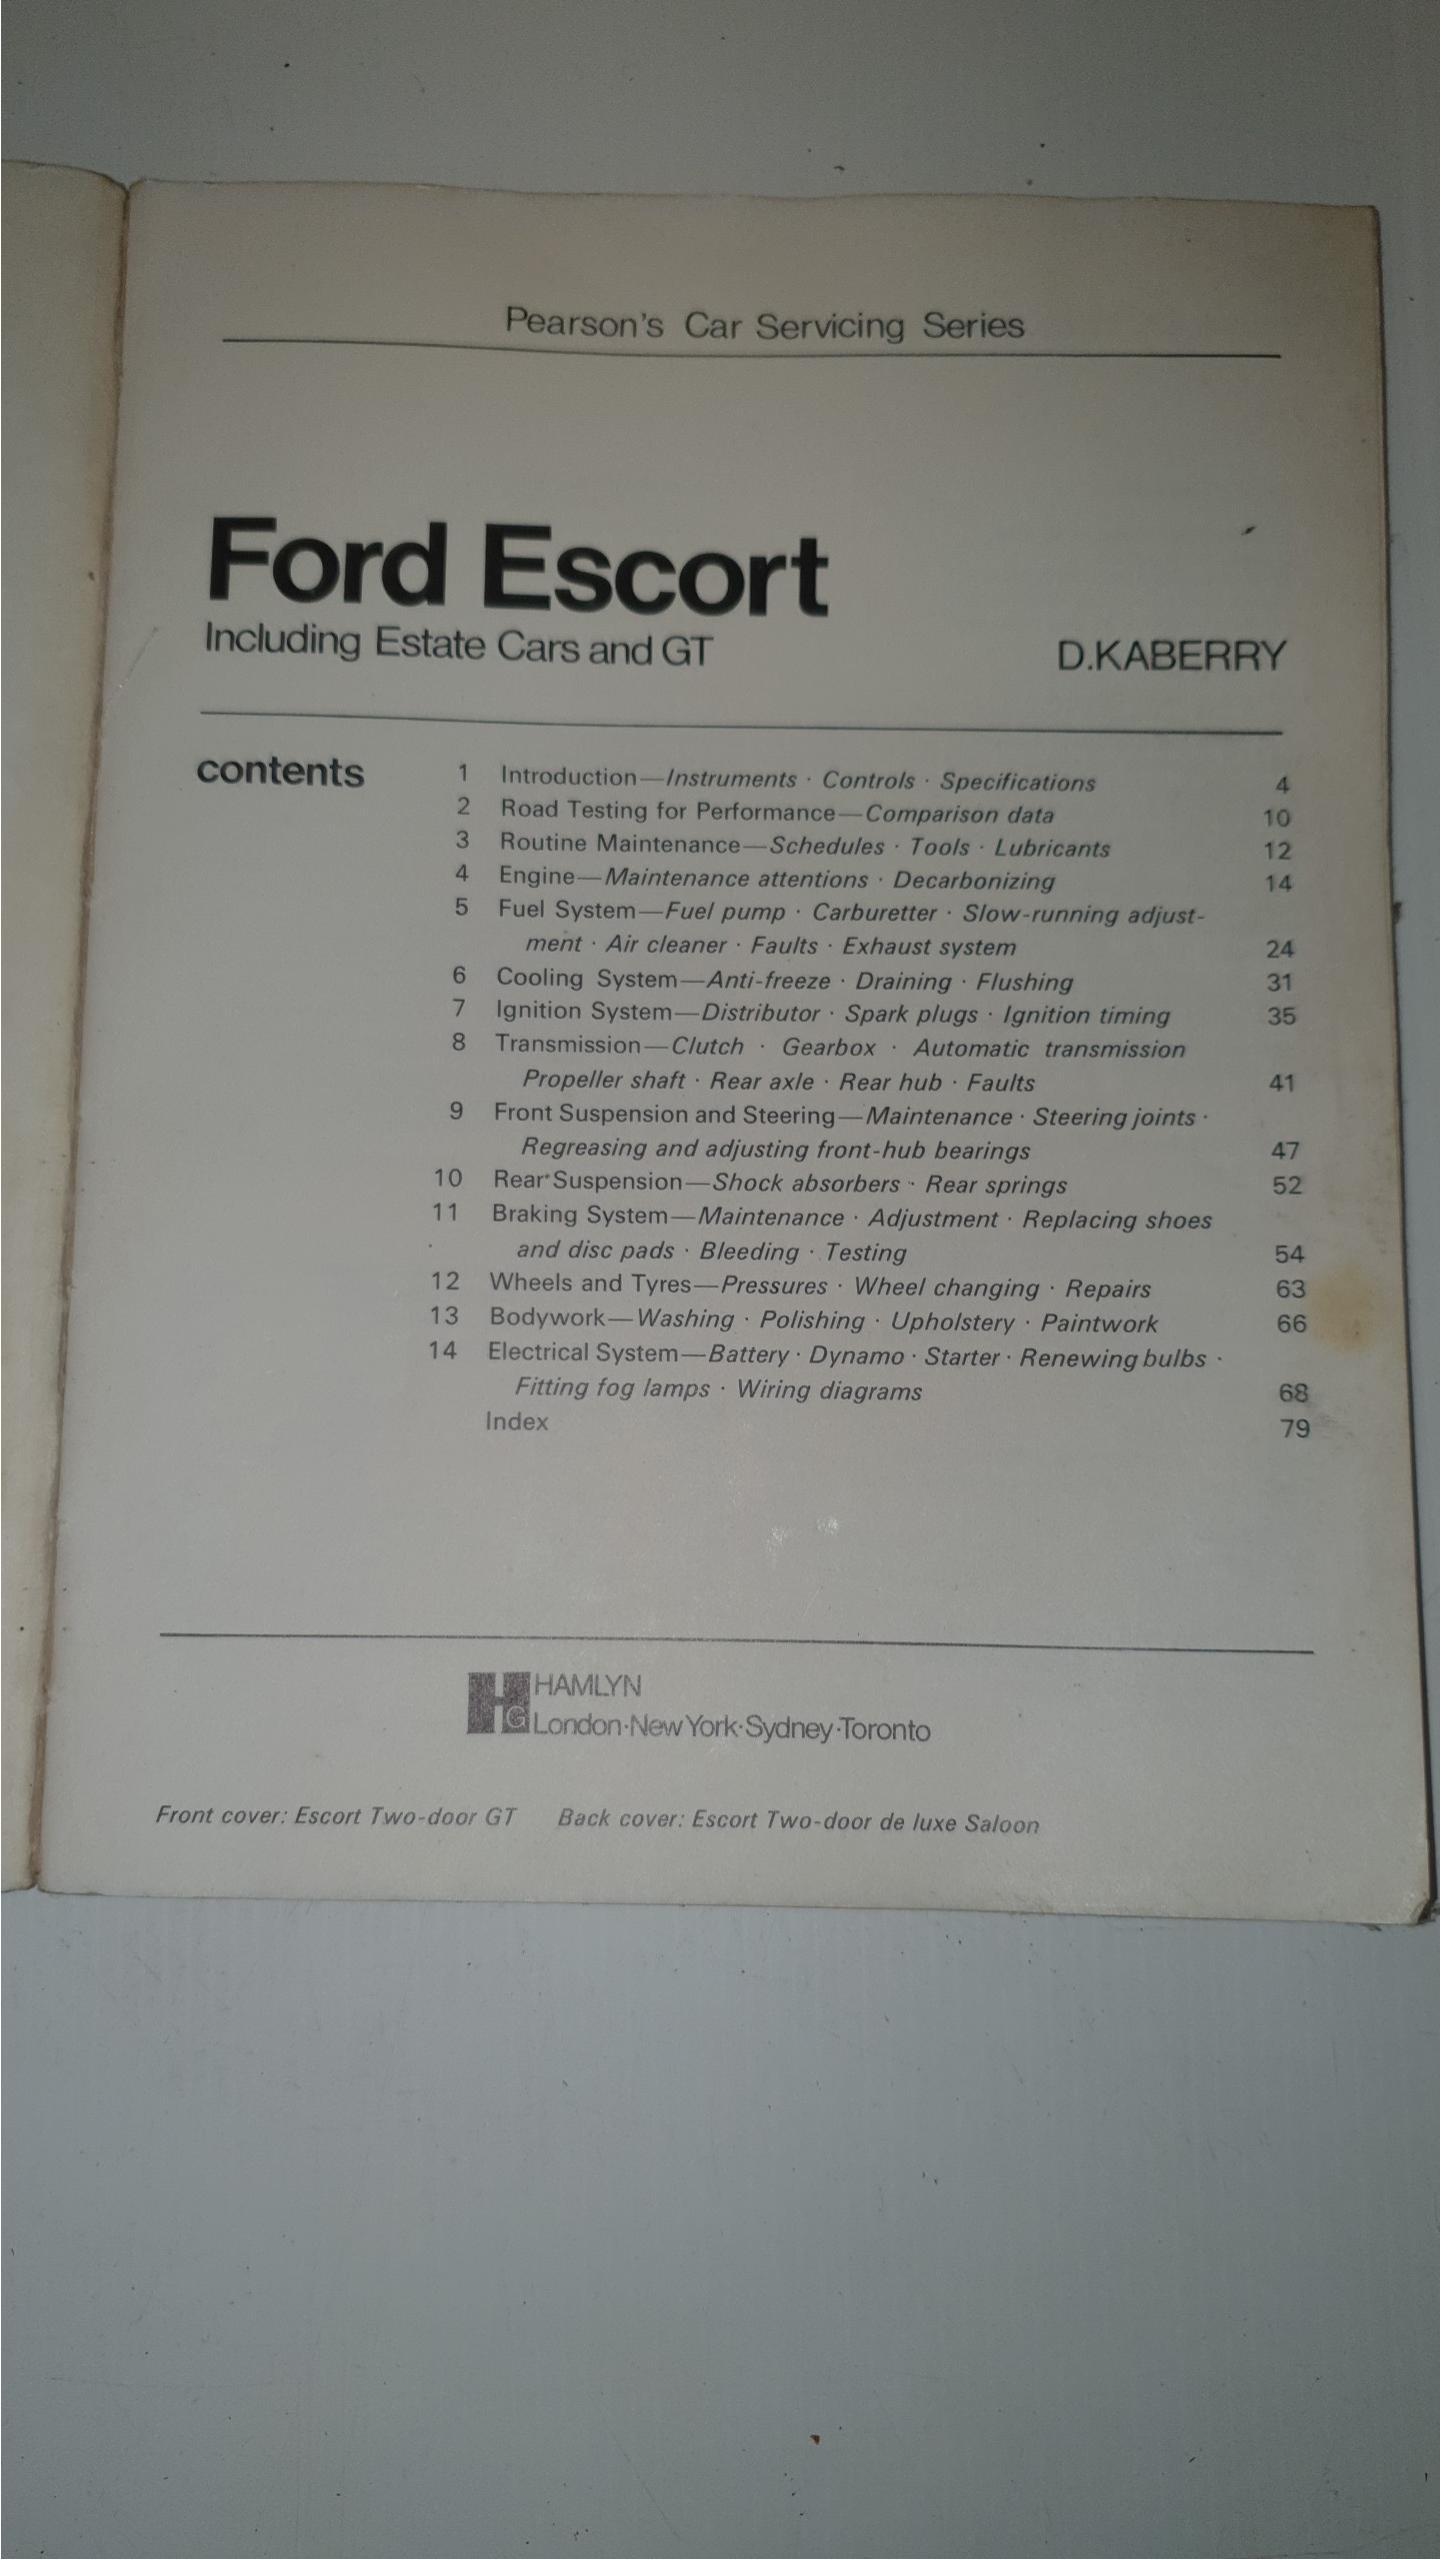 Pearson's Car Servicing Series
Ford Escort
Including Estate Cars and GT
D.KABERRY
contents
1 Introduction—Instruments · Controls · Specifications 4
2 Road Testing for Performance—Comparison data 10
3 Routine Maintenance—Schedules · Tools · Lubricants 12
4 Engine—Maintenance attentions · Decarbonizing 14
5 Fuel System—Fuel pump · Carburetter · Slow-running adjust-
ment · Air cleaner · Faults · Exhaust system 24
6 Cooling System—Anti-freeze · Draining · Flushing 31
7 Ignition System—Distributor · Spark plugs · Ignition timing 35
8 Transmission—Clutch · Gearbox · Automatic transmission
Propeller shaft · Rear axle · Rear hub · Faults 41
9 Front Suspension and Steering—Maintenance · Steering joints ·
Regreasing and adjusting front-hub bearings 47
10 Rear Suspension—Shock absorbers · Rear springs 52
11 Braking System—Maintenance · Adjustment · Replacing shoes
and disc pads · Bleeding · Testing 54
12 Wheels and Tyres—Pressures · Wheel changing · Repairs 63
13 Bodywork—Washing · Polishing · Upholstery · Paintwork 66
14 Electrical System—Battery · Dynamo · Starter · Renewing bulbs ·
Fitting fog lamps · Wiring diagrams 68
Index 79
HG HAMLYN
London·New York·Sydney·Toronto
Front cover: Escort Two-door GT Back cover: Escort Two-door de luxe Saloon